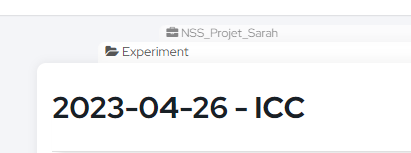 NSS_Projet_Sarah
Experiment
2023-04-26 - ICC